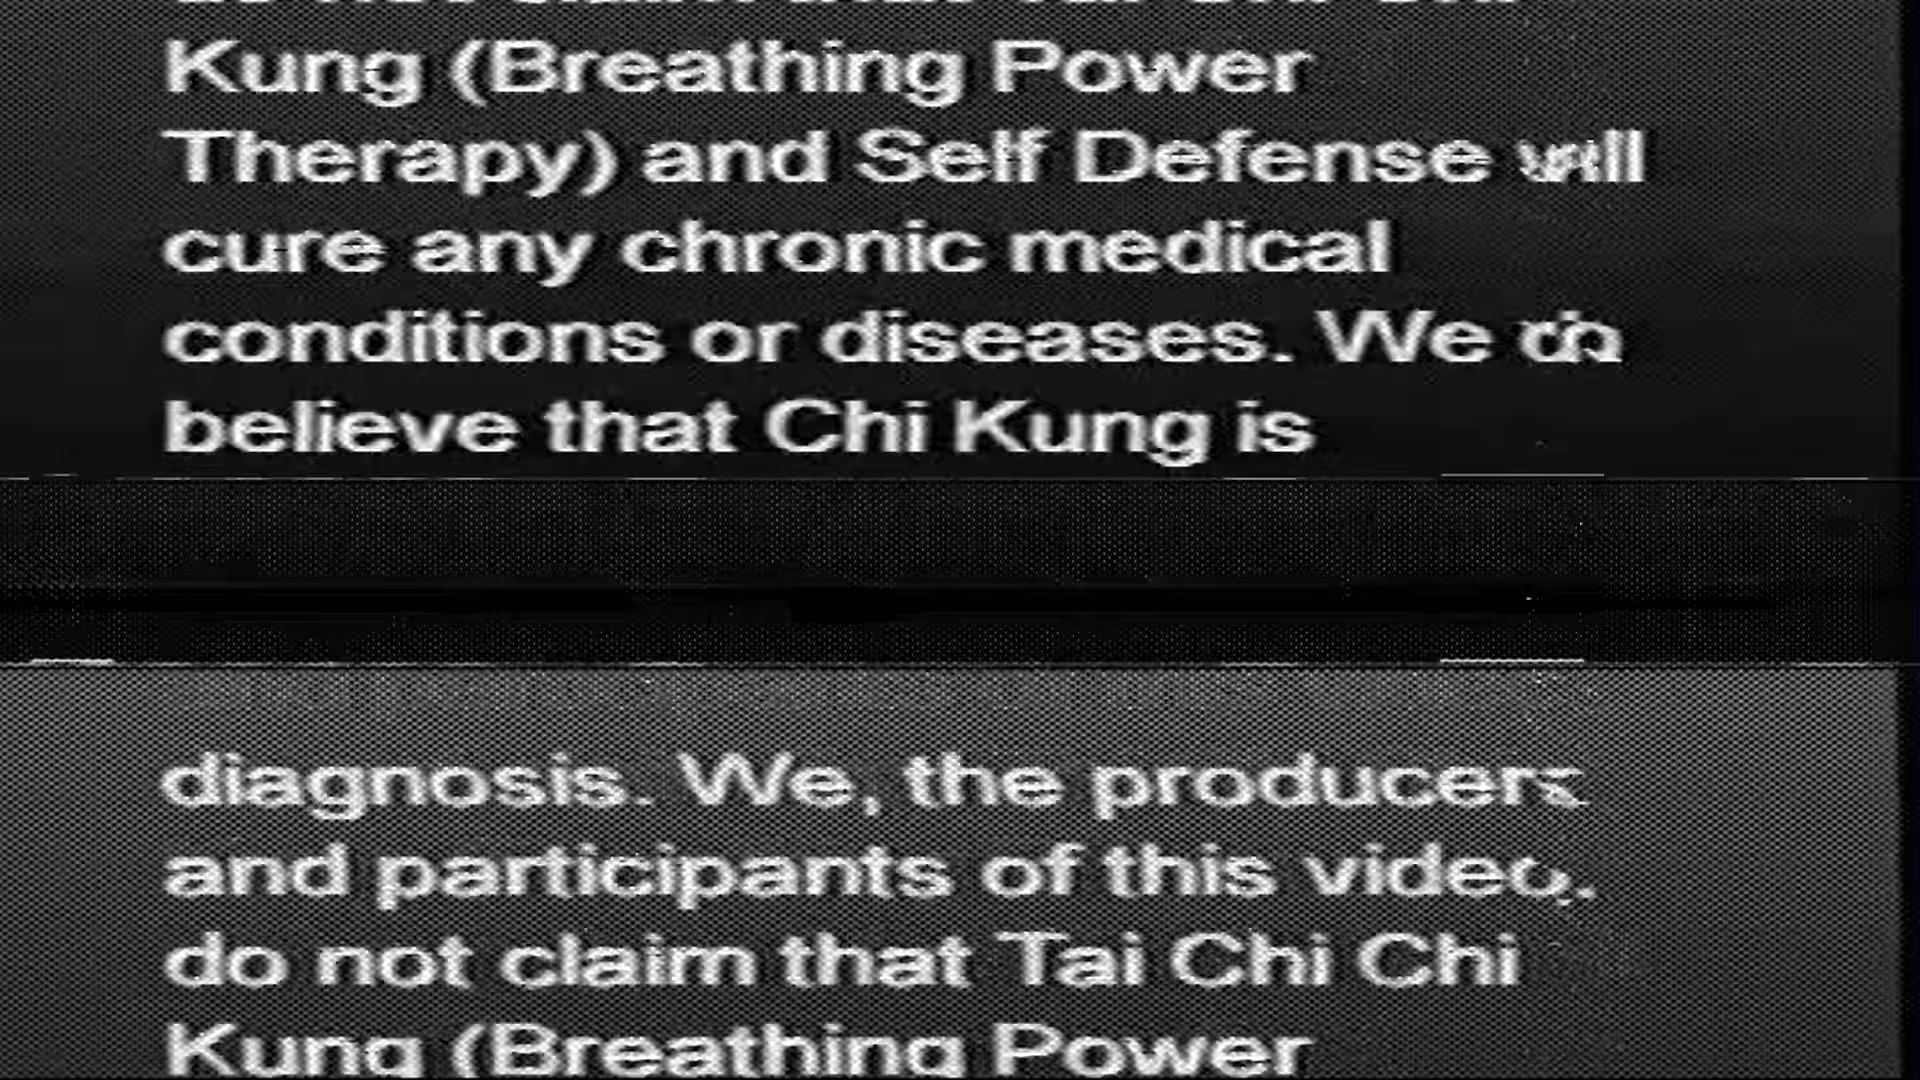 Kung (Breathing Power
Therapy) and Self Defense will
cure any chronic medical
conditions or diseases. We do
believe that Chi Kung is
diagnosis. We, the producers
and participants of this video,
do not claim that Tai Chi Chi
Kung (Breathing Power